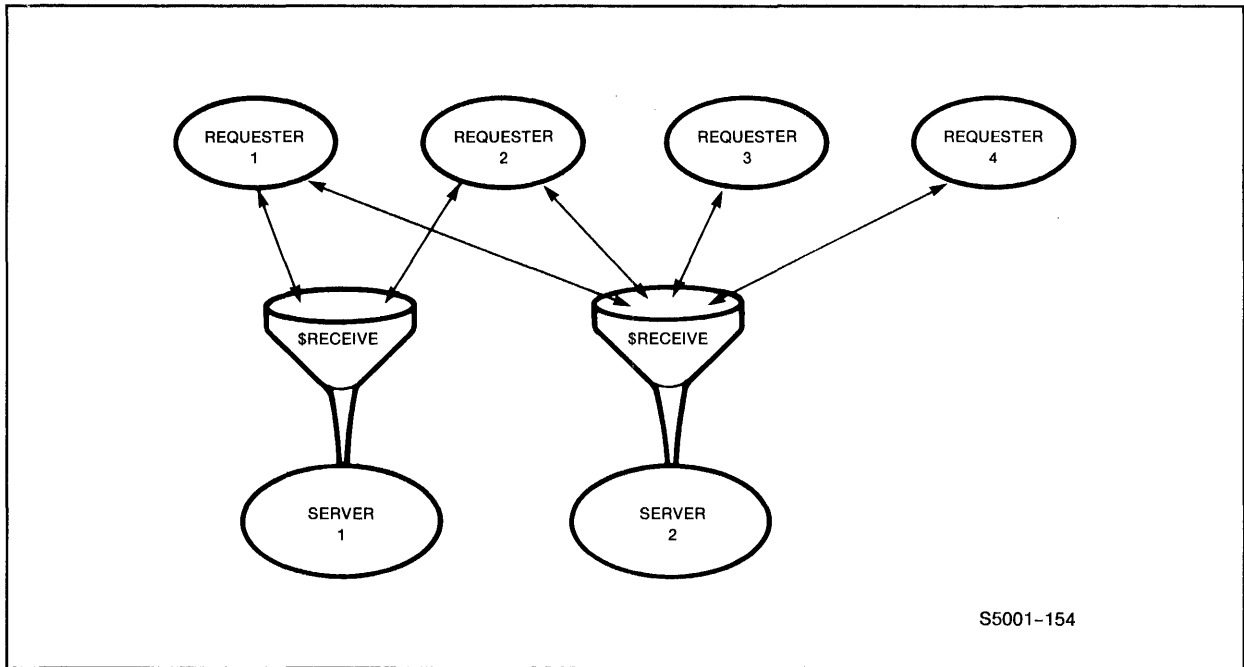 REQUESTER
1
REQUESTER
2
REQUESTER
3
REQUESTER
4
$RECEIVE
$RECEIVE
SERVER
1
SERVER
2
S5001-154